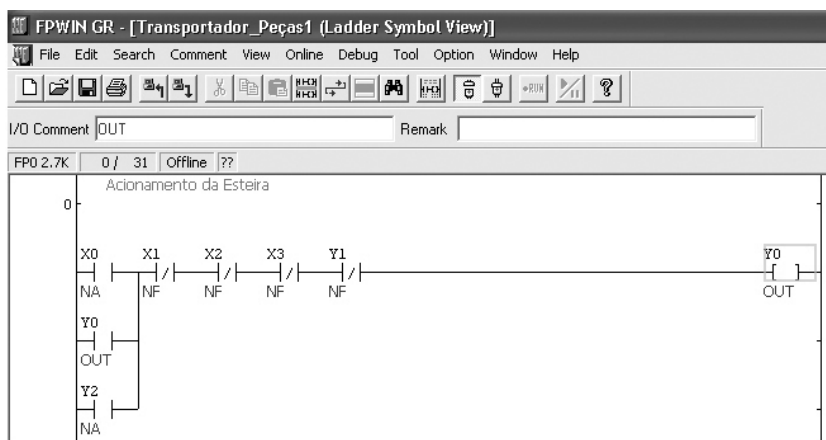 FPWIN GR - [Transportador_Peças1 (Ladder Symbol View)]
File Edit Search Comment View Online Debug Tool Option Window Help
RUN
I/O Comment OUT Remark
FP0 2.7K 0 / 31 Offline ??
Acionamento da Esteira
0
X0 X1 X2 X3 Y1 Y0
NA NF NF NF NF OUT
Y0
OUT
Y2
NA